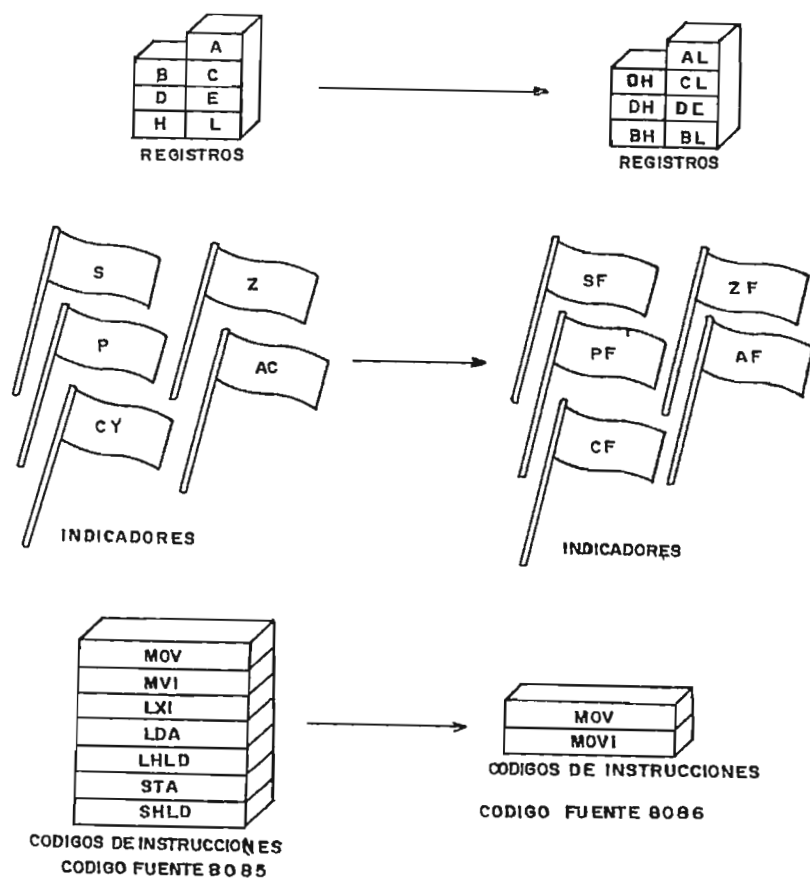 A
B C
D E
H L
REGISTROS
AL
OH CL
DH DE
BH BL
REGISTROS
S
Z
P
AC
CY
INDICADORES
SF
ZF
PF
AF
CF
INDICADORES
MOV
MVI
LXI
LDA
LHLD
STA
SHLD
CODIGOS DE INSTRUCCIONES
CODIGO FUENTE 8085
MOV
MOVI
CODIGOS DE INSTRUCCIONES
CODIGO FUENTE 8086